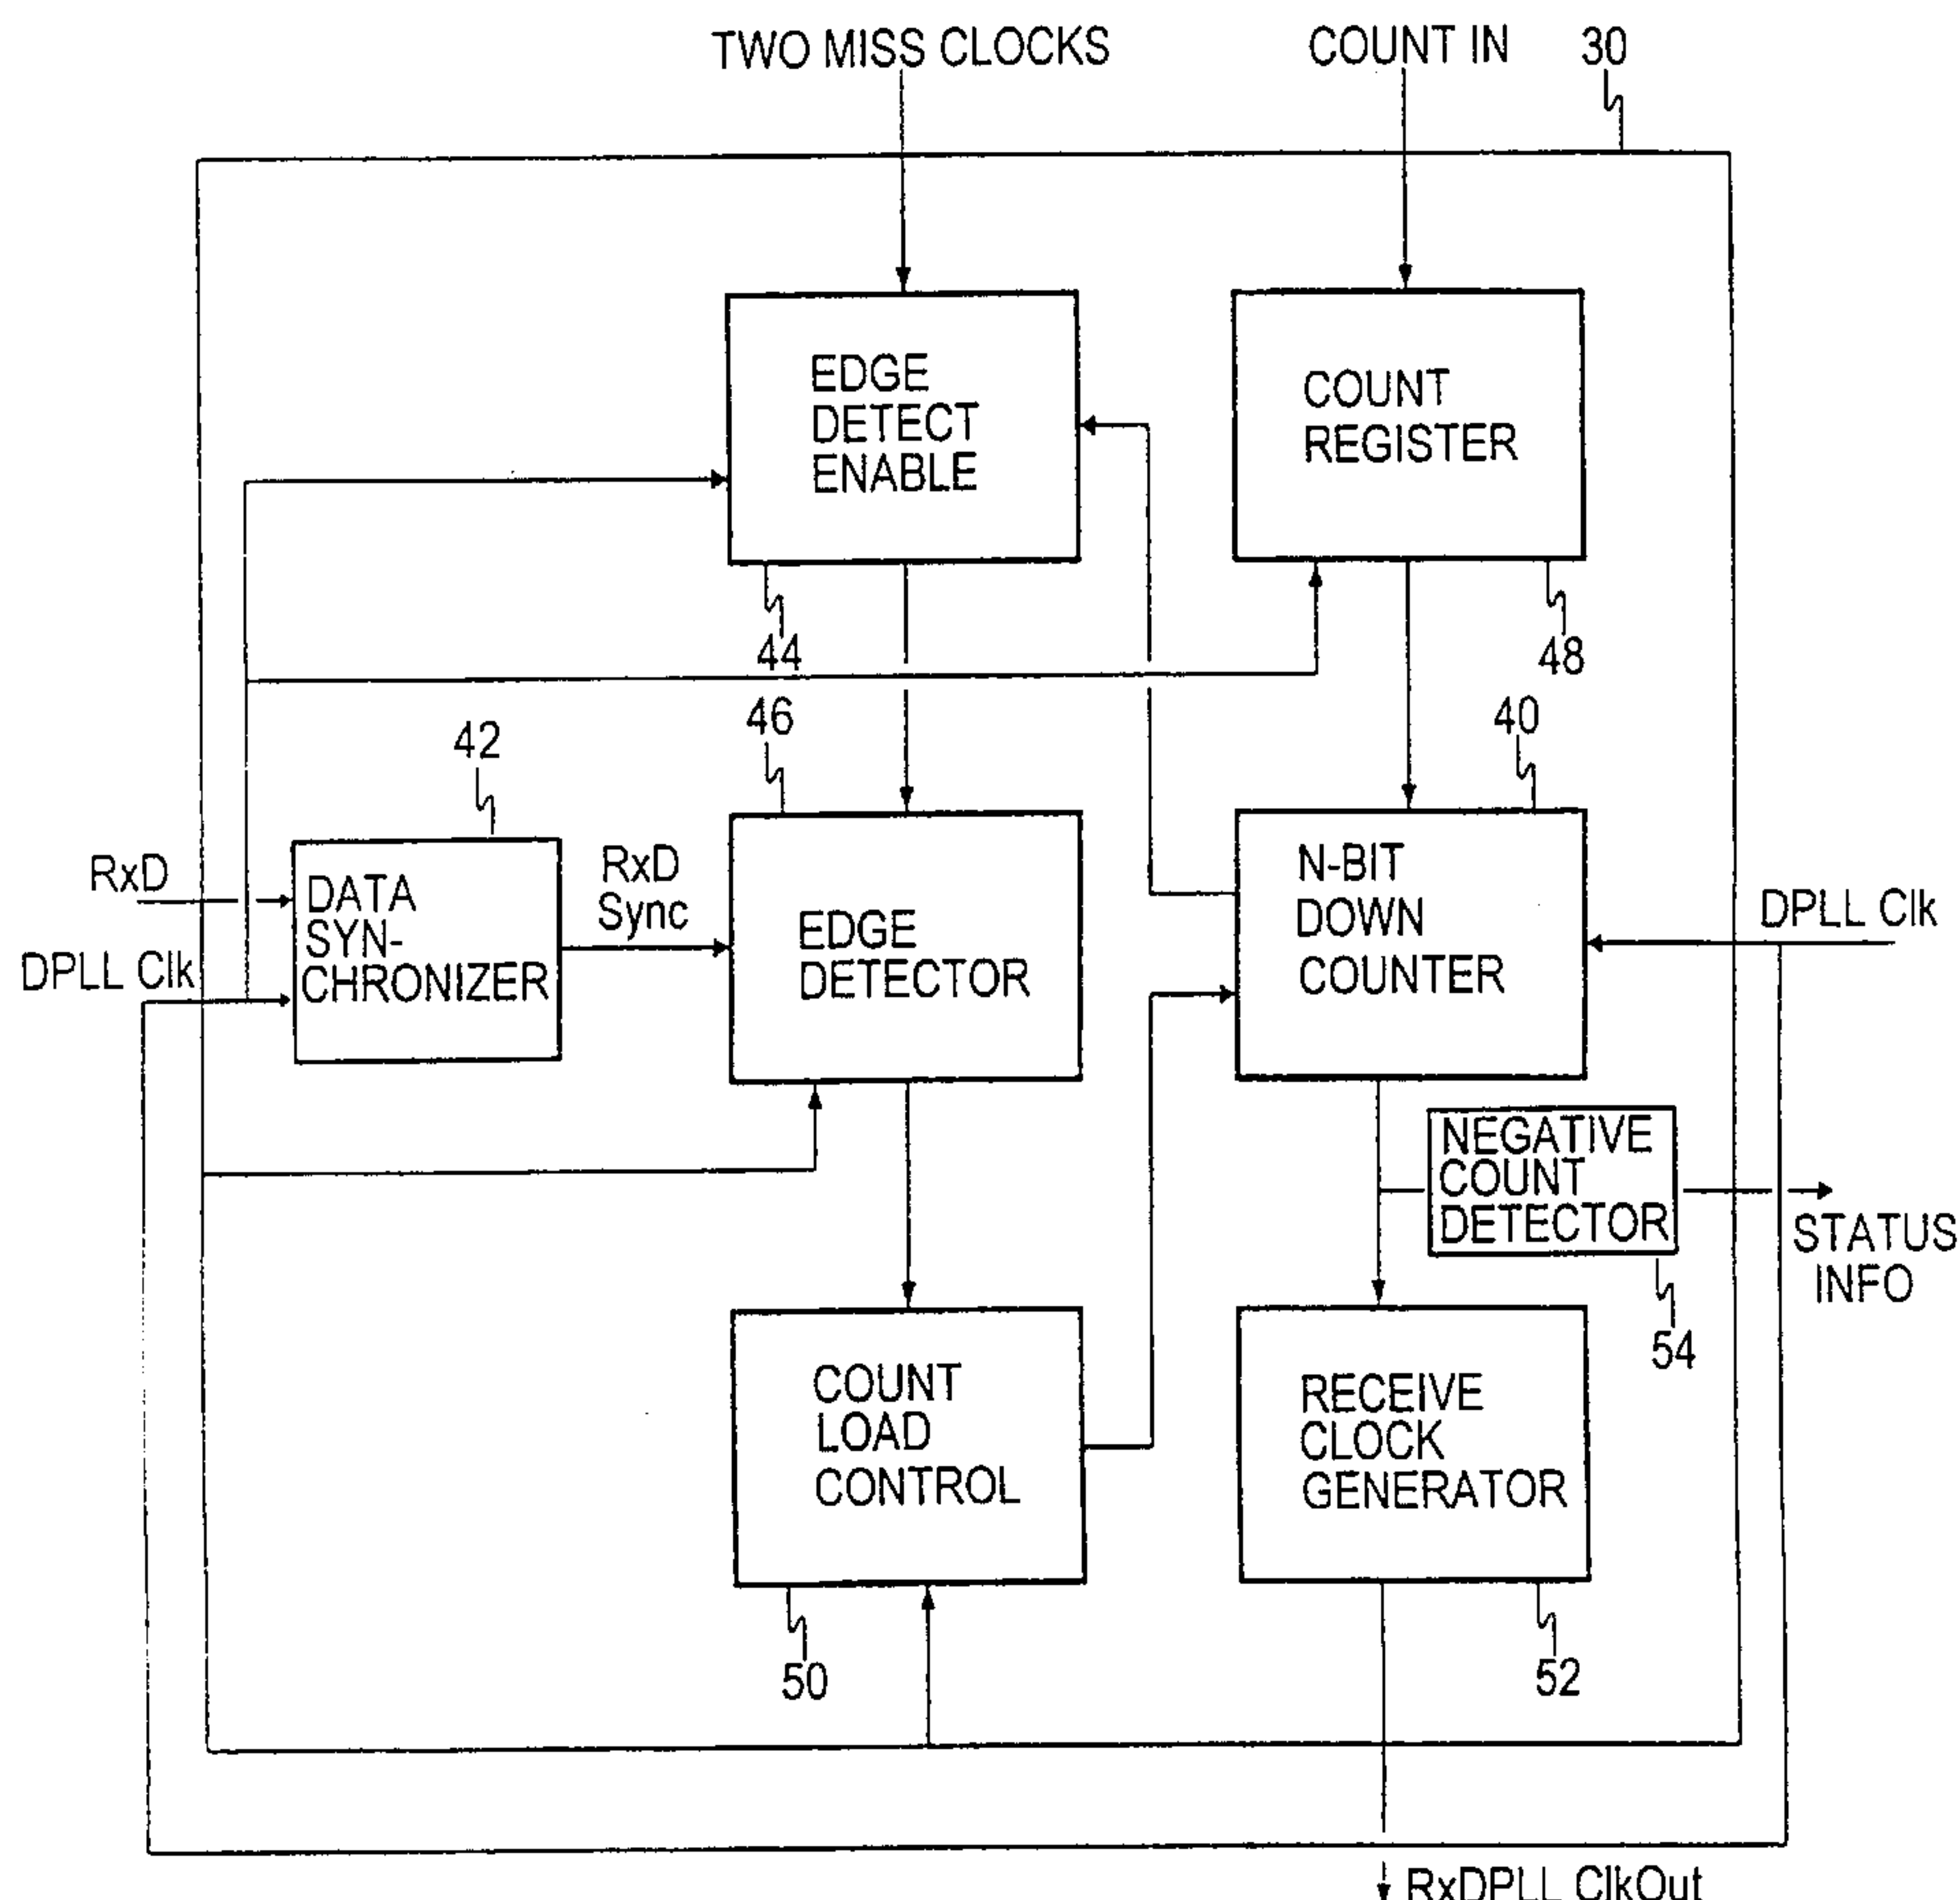 TWO MISS CLOCKS
COUNT IN
30
EDGE
DETECT
ENABLE
COUNT
REGISTER
44
48
42
46
40
RxD
DPLL Clk
DATA
SYN-
CHRONIZER
RxD
Sync
EDGE
DETECTOR
N-BIT
DOWN
COUNTER
DPLL Clk
NEGATIVE
COUNT
DETECTOR
STATUS
INFO
54
COUNT
LOAD
CONTROL
RECEIVE
CLOCK
GENERATOR
50
52
RxDPLL ClkOut